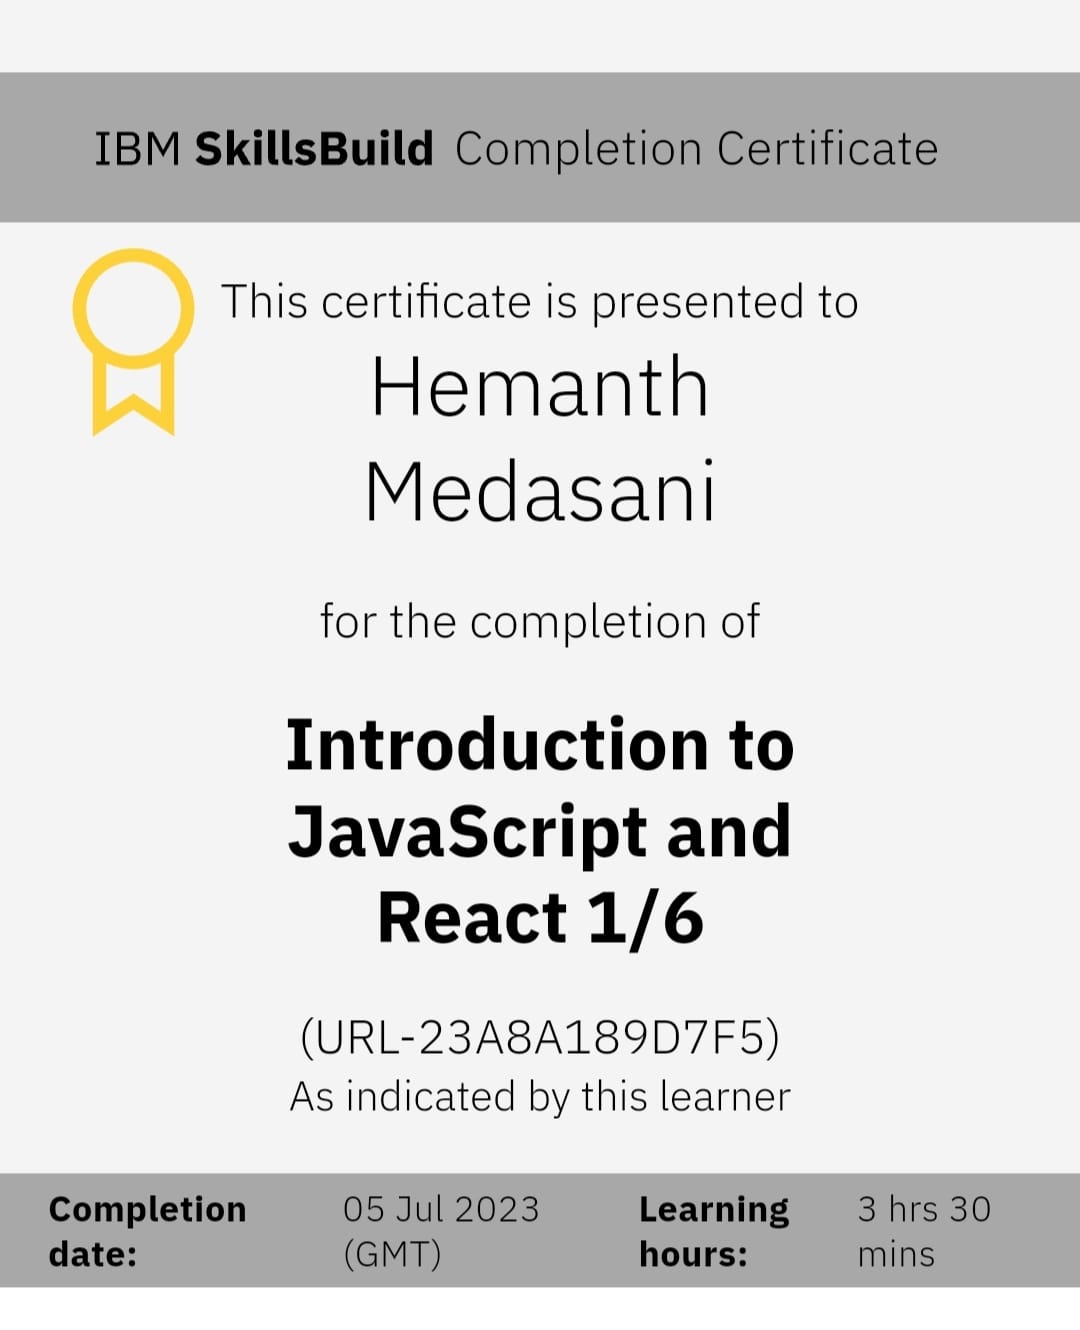 IBM SkillsBuild Completion Certificate
This certificate is presented to
Hemanth
Medasani
for the completion of
Introduction to
JavaScript and
React 1/6
(URL-23A8A189D7F5)
As indicated by this learner
Completion date: 05 Jul 2023 (GMT) Learning hours: 3 hrs 30 mins